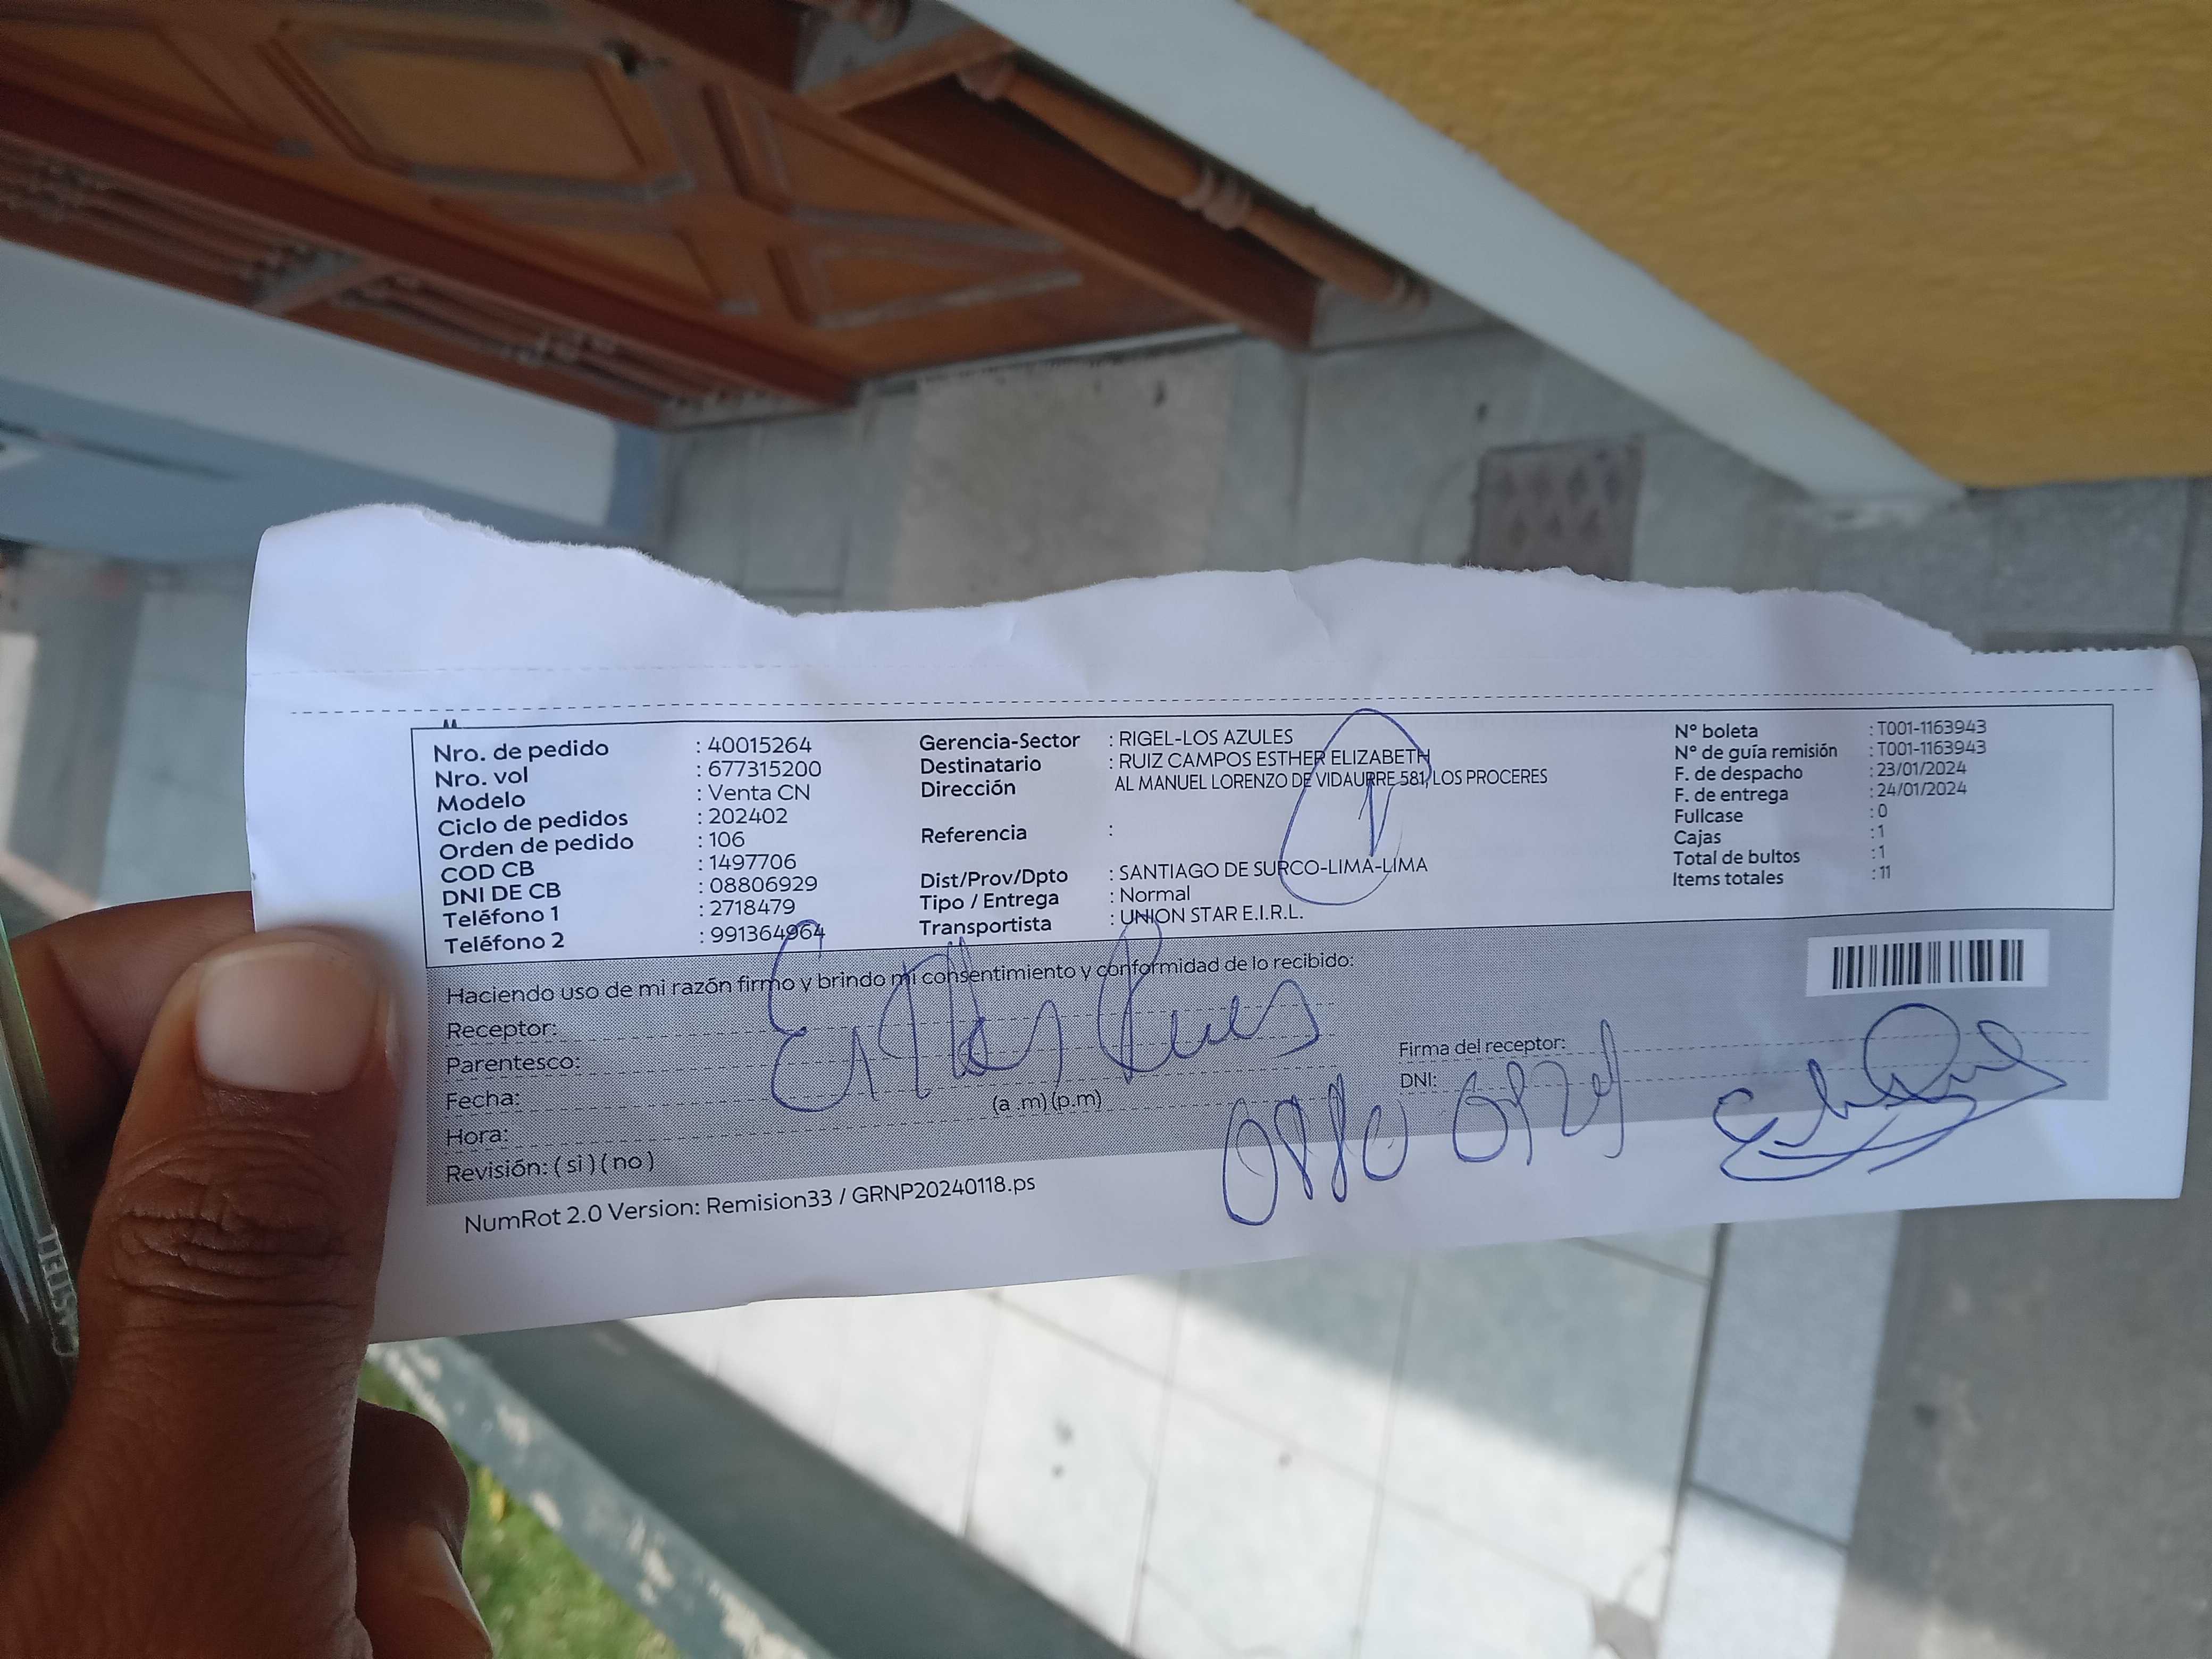 Nro. de pedido : 40015264
Nro. vol : 677315200
Modelo : Venta CN
Ciclo de pedidos : 202402
Orden de pedido : 106
COD CB : 1497706
DNI DE CB : 08806929
Teléfono 1 : 2718479
Teléfono 2 : 991364964
Gerencia-Sector : RIGEL-LOS AZULES
Destinatario : RUIZ CAMPOS ESTHER ELIZABETH
Dirección AL MANUEL LORENZO DE VIDAURRE 581, LOS PROCERES
1
Referencia :
Dist/Prov/Dpto : SANTIAGO DE SURCO-LIMA-LIMA
Tipo / Entrega : Normal
Transportista : UNION STAR E.I.R.L.
N° boleta : T001-1163943
N° de guía remisión : T001-1163943
F. de despacho : 23/01/2024
F. de entrega : 24/01/2024
Fullcase : 0
Cajas : 1
Total de bultos : 1
Items totales : 11
Haciendo uso de mi razón firmo y brindo mi consentimiento y conformidad de lo recibido:
Receptor:
Parentesco:
Fecha:
Hora: (a .m) (p.m)
Revisión: ( si ) ( no )
Firma del receptor:
DNI:
NumRot 2.0 Version: Remision33 / GRNP20240118.ps